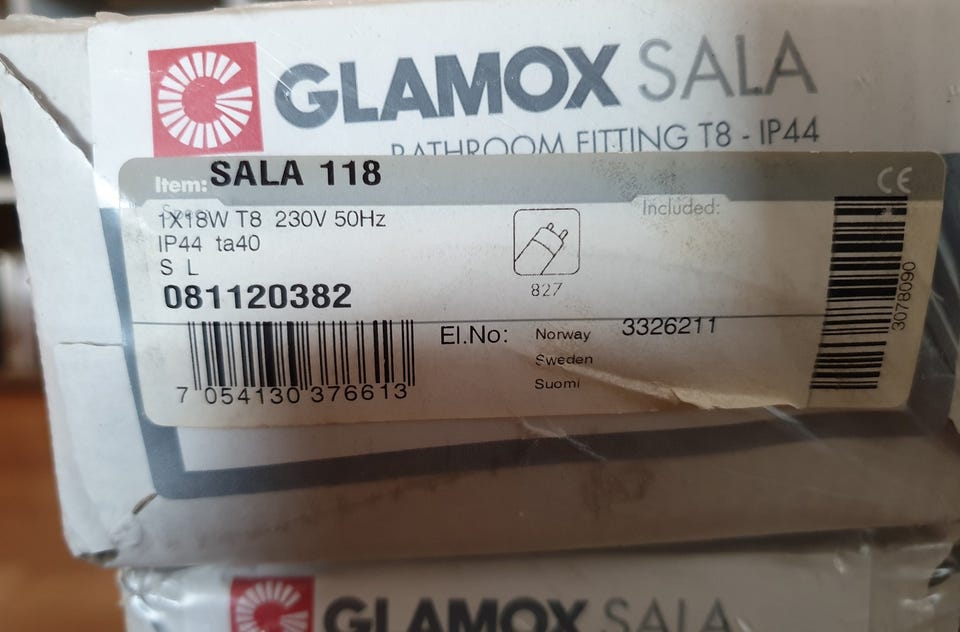 GLAMOX SALA
BATHROOM FITTING T8 - IP44
Item: SALA 118
CE
1X18W T8 230V 50Hz
Included:
IP44 ta40
S L
827
081120382
3078090
El.No: Norway 3326211
Sweden
Suomi
7 054130 376613
GLAMOX SALA